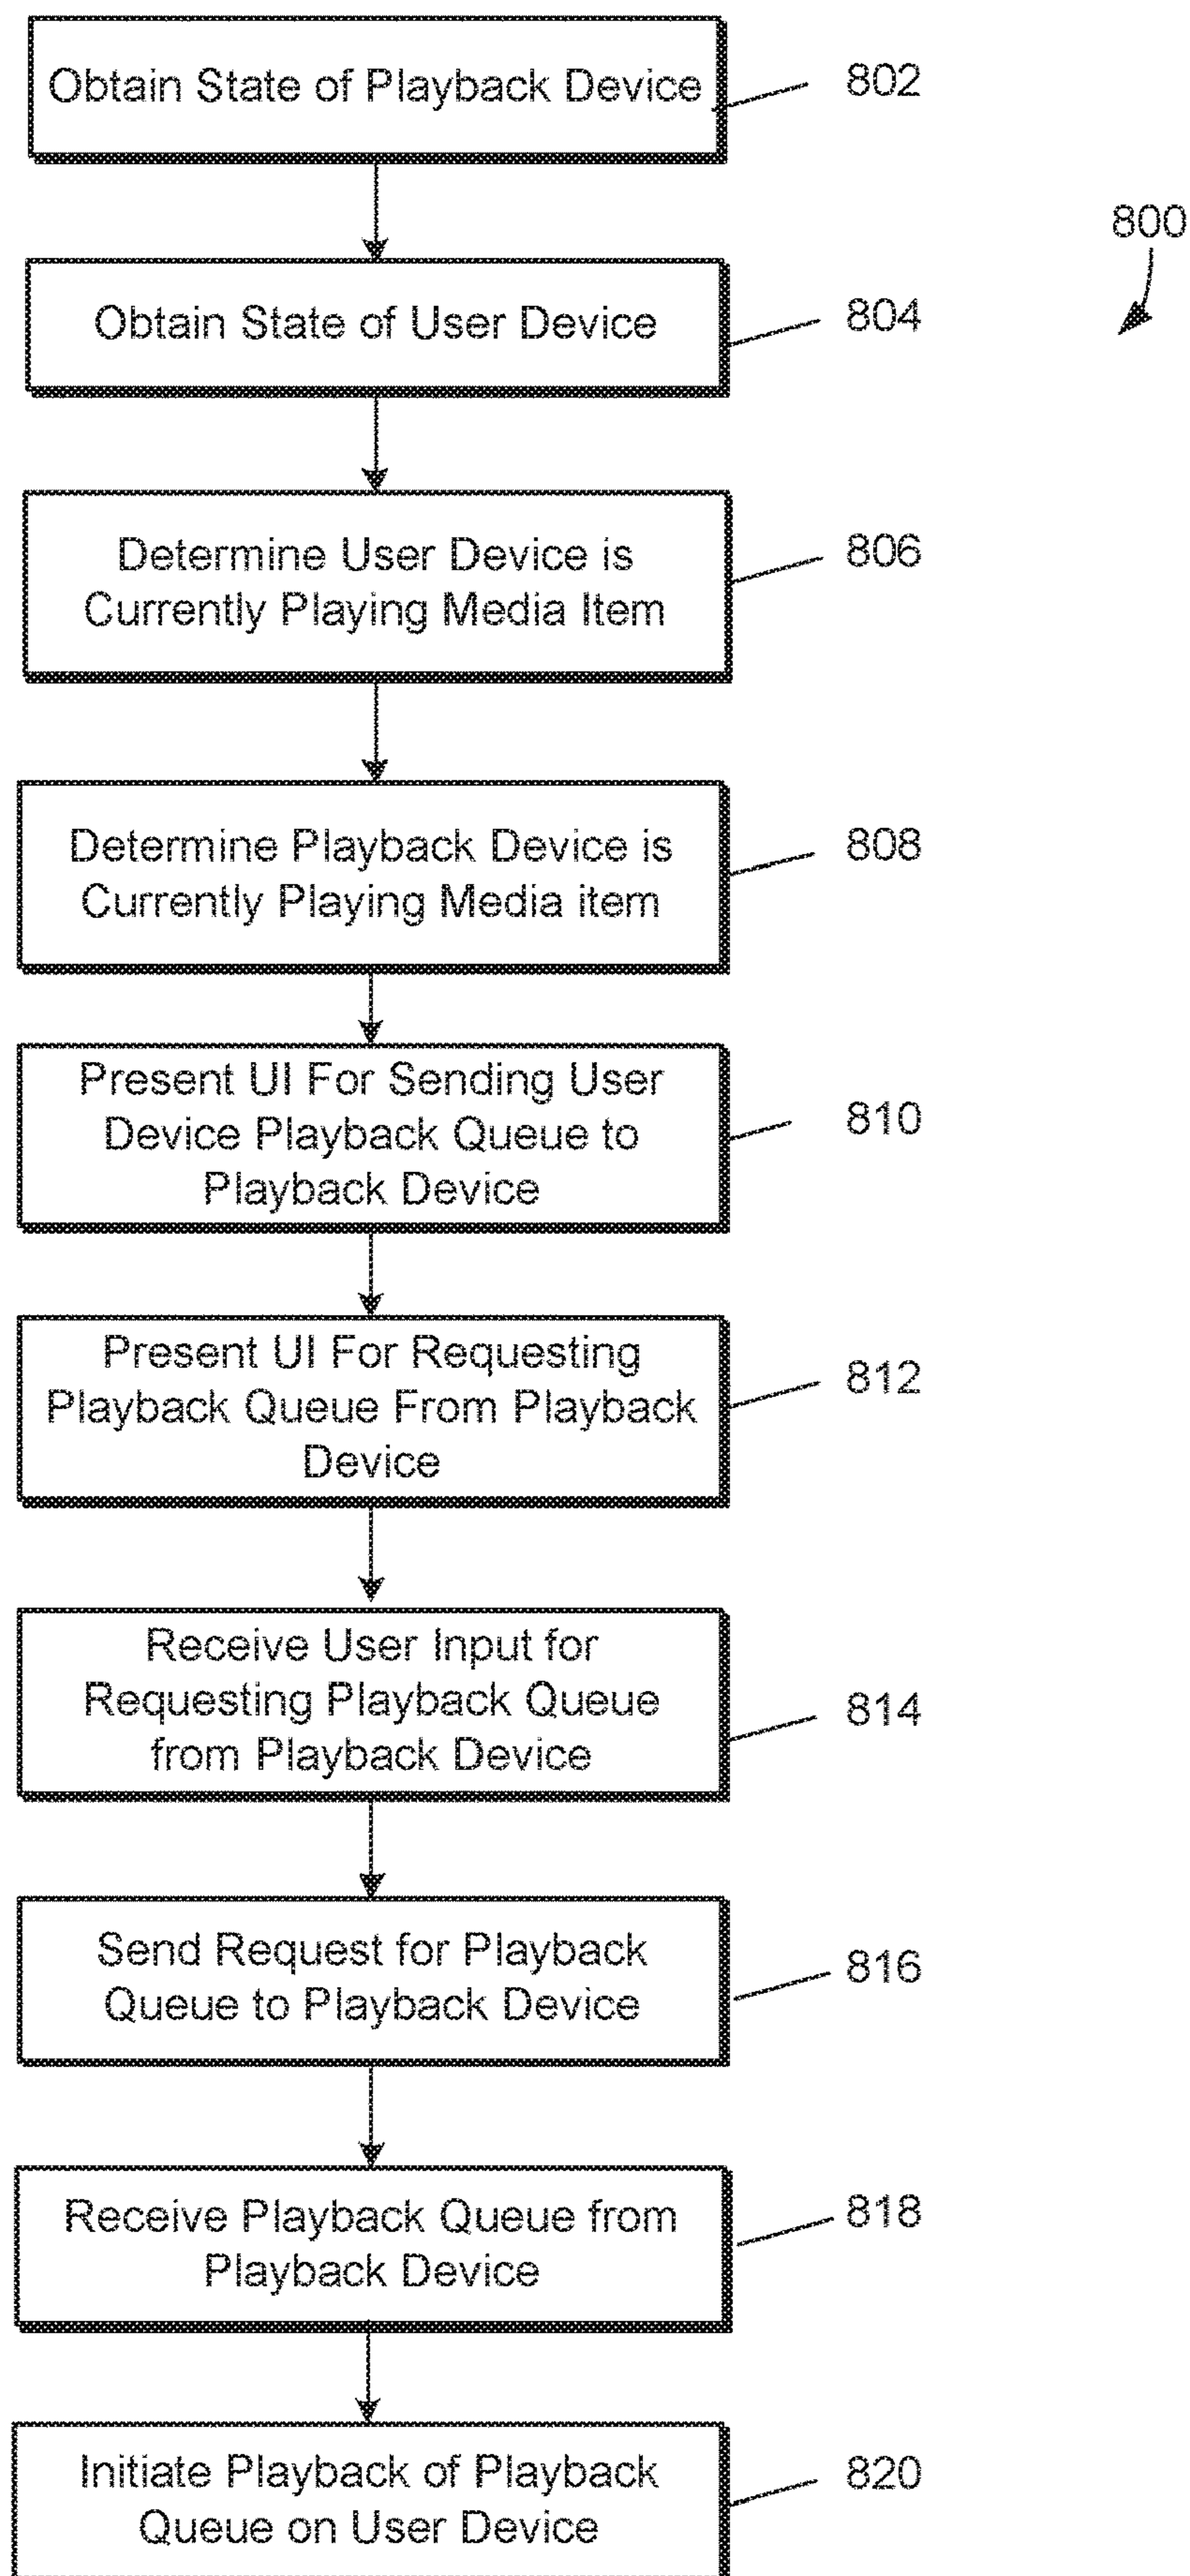 Obtain State of Playback Device
802
800
Obtain State of User Device
804
Determine User Device is
Currently Playing Media Item
806
Determine Playback Device is
Currently Playing Media item
808
Present UI For Sending User
Device Playback Queue to
Playback Device
810
Present UI For Requesting
Playback Queue From Playback
Device
812
Receive User Input for
Requesting Playback Queue
from Playback Device
814
Send Request for Playback
Queue to Playback Device
816
Receive Playback Queue from
Playback Device
818
Initiate Playback of Playback
Queue on User Device
820